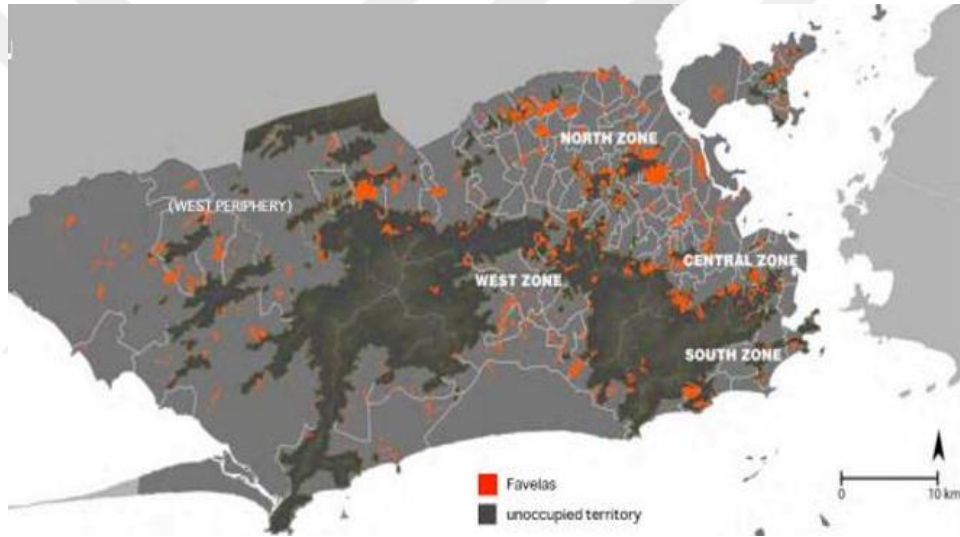 NORTH ZONE
(WEST PERIPHERY)
CENTRAL ZONE
WEST ZONE
SOUTH ZONE
Favelas
unoccupied territory
0 10 km